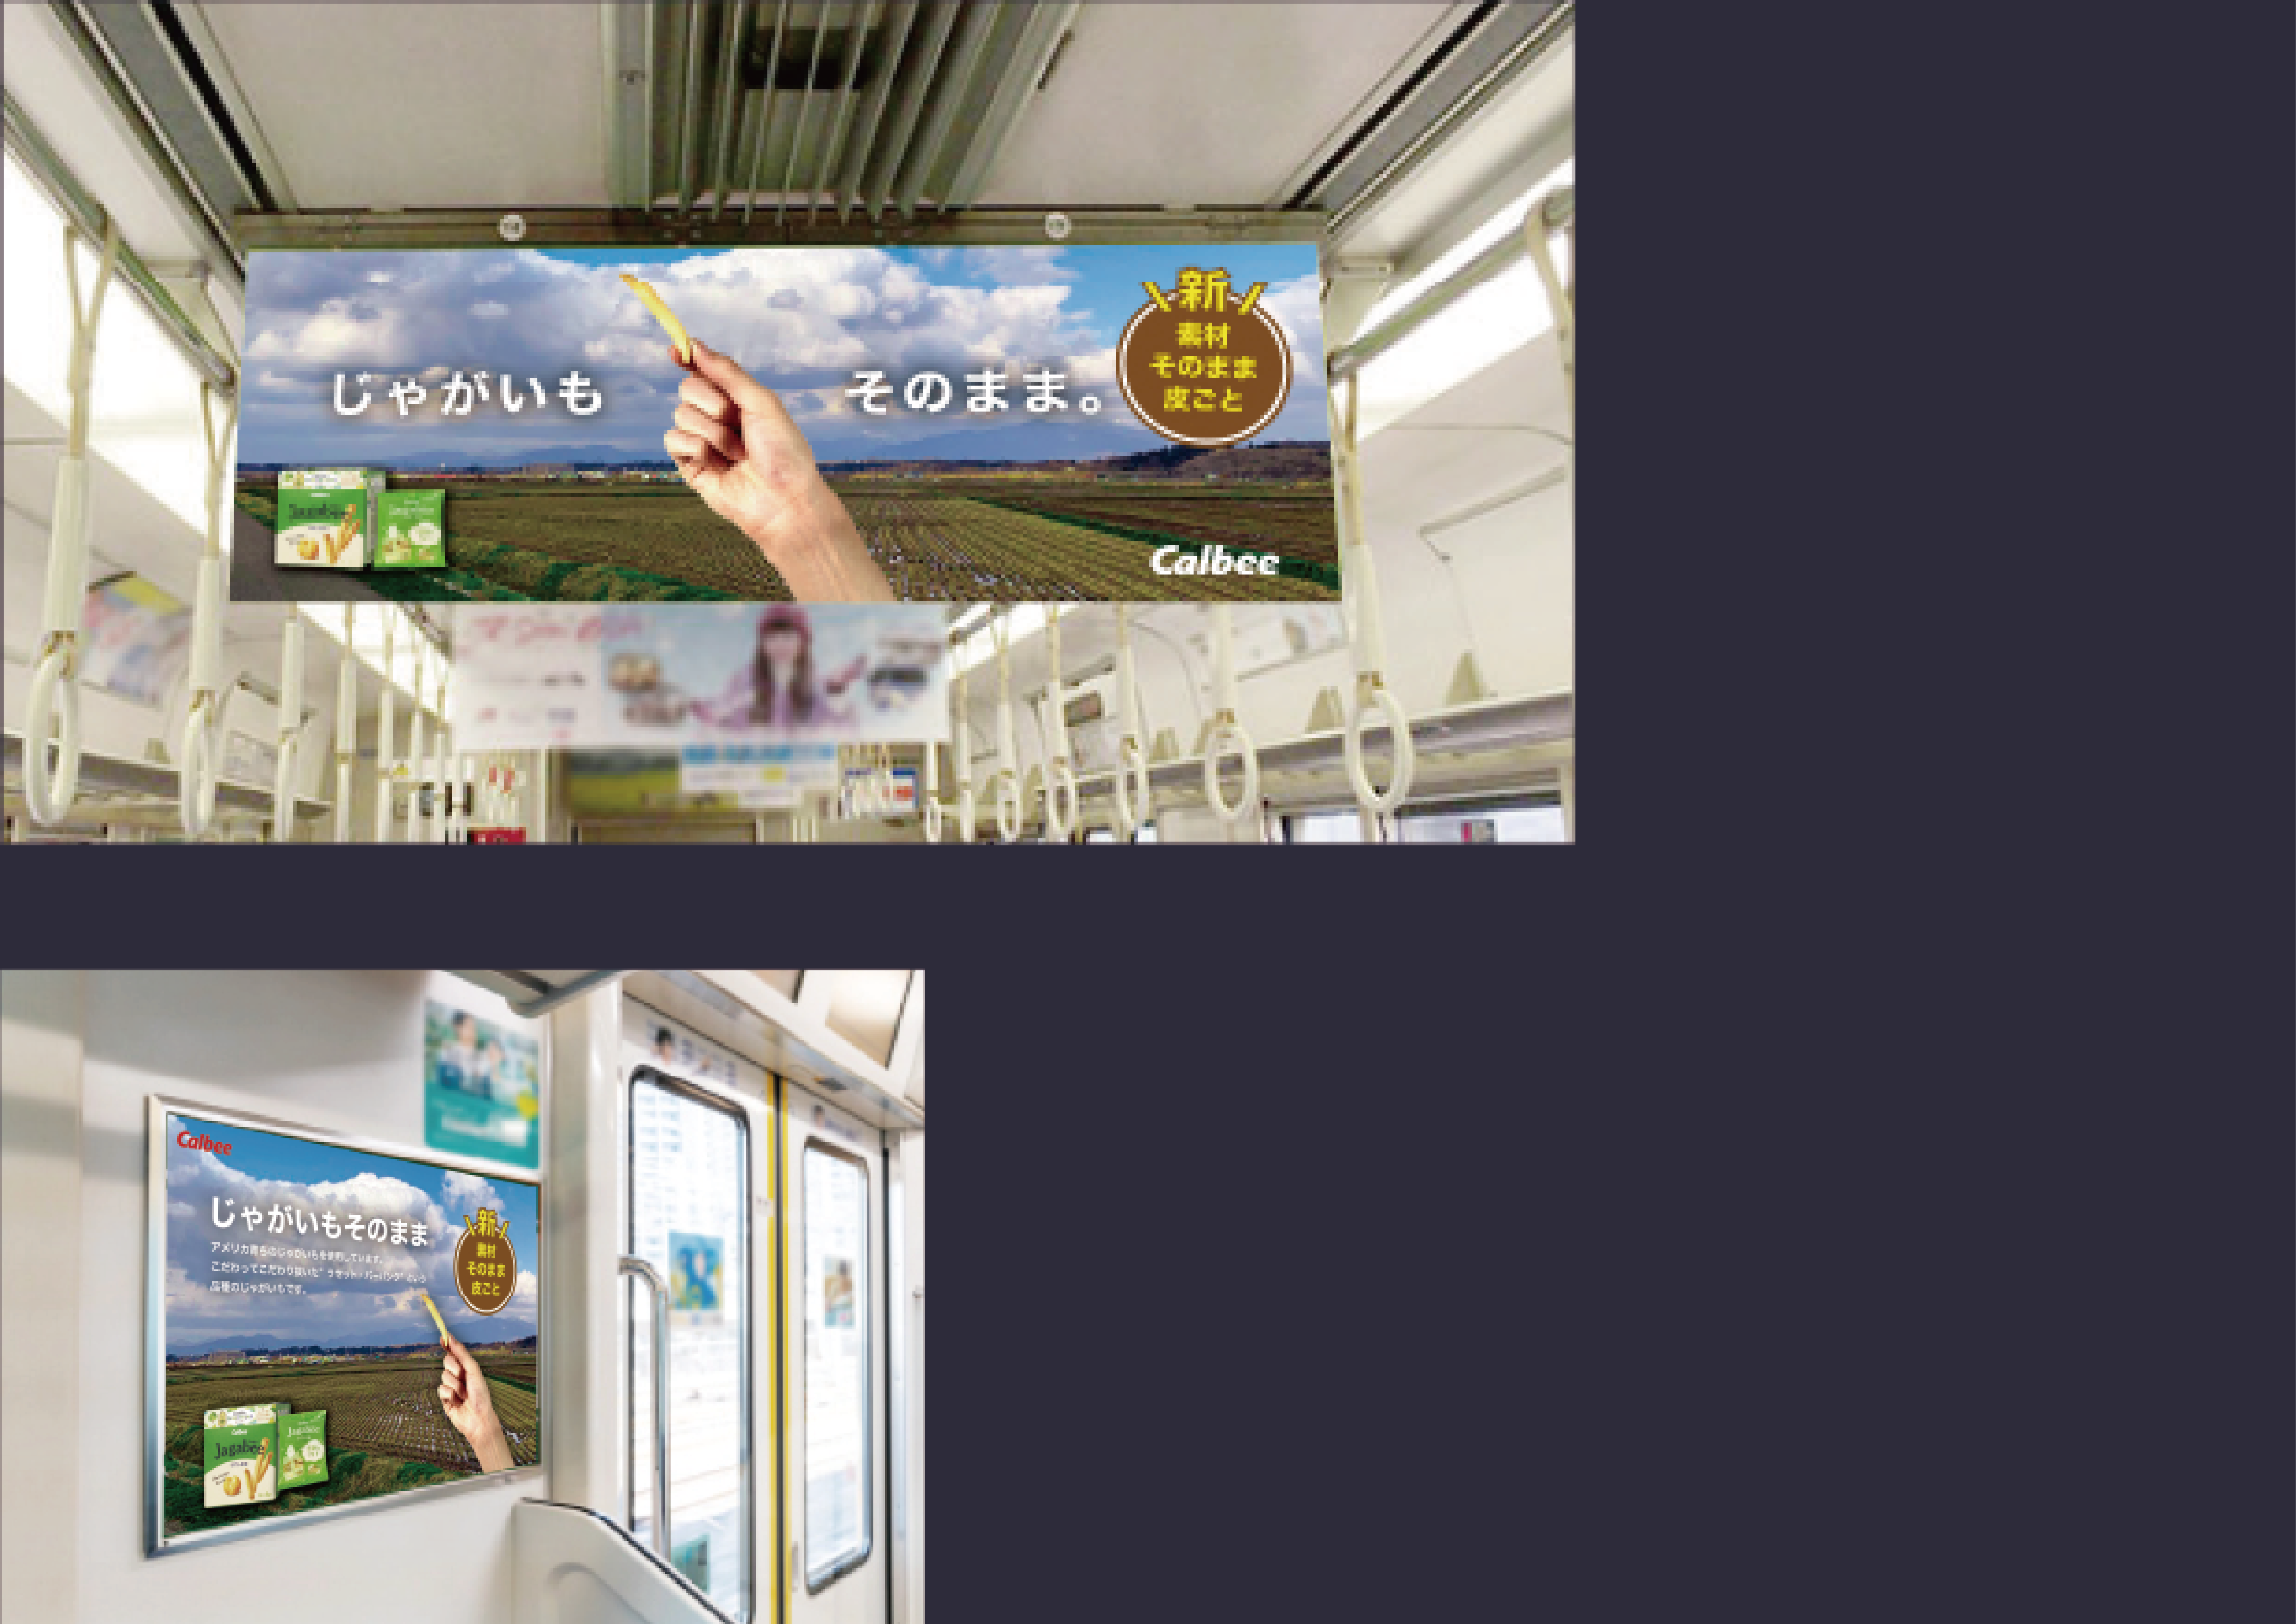 新
素材
そのまま
皮ごと
じゃがいも そのまま。
Jagabee
Calbee
Calbee
じゃがいもそのまま
新
素材
そのまま
皮ごと
アメリカ育ちのじゃがいもを使用しています。
こだわってこだわり抜いた" ラセット・バーバンク" という
品種のじゃがいもです。
Calbee
Jagabee
Jagabee